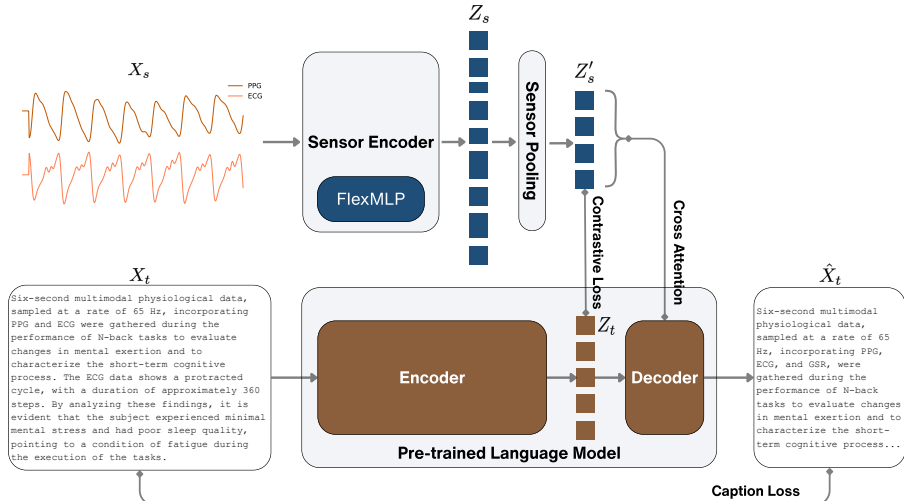 Z_s
X_s
PPG
ECG
Sensor Encoder
FlexMLP
Sensor Pooling
Z'_s
Contrastive Loss
Cross Attention
X_t
Six-second multimodal physiological data,
sampled at a rate of 65 Hz, incorporating
PPG and ECG were gathered during the
performance of N-back tasks to evaluate
changes in mental exertion and to
characterize the short-term cognitive
process. The ECG data shows a protracted
cycle, with a duration of approximately 360
steps. By analyzing these findings, it is
evident that the subject experienced minimal
mental stress and had poor sleep quality,
pointing to a condition of fatigue during
the execution of the tasks.
Encoder
Z_t
Decoder
Pre-trained Language Model
X̂_t
Six-second multimodal
physiological data,
sampled at a rate of 65
Hz, incorporating PPG,
ECG, and GSR, were
gathered during the
performance of N-back
tasks to evaluate changes
in mental exertion and to
characterize the short-
term cognitive process...
Caption Loss